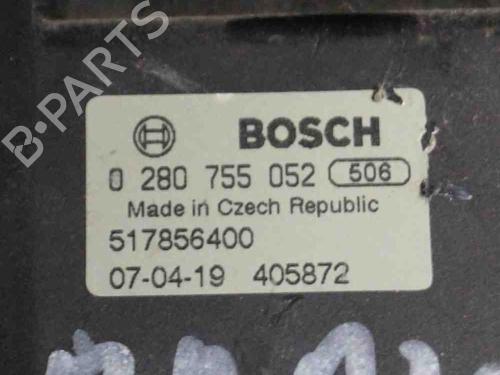 B-PARTS
BOSCH
0 280 755 052 506
Made in Czech Republic
517856400
07-04-19 405872